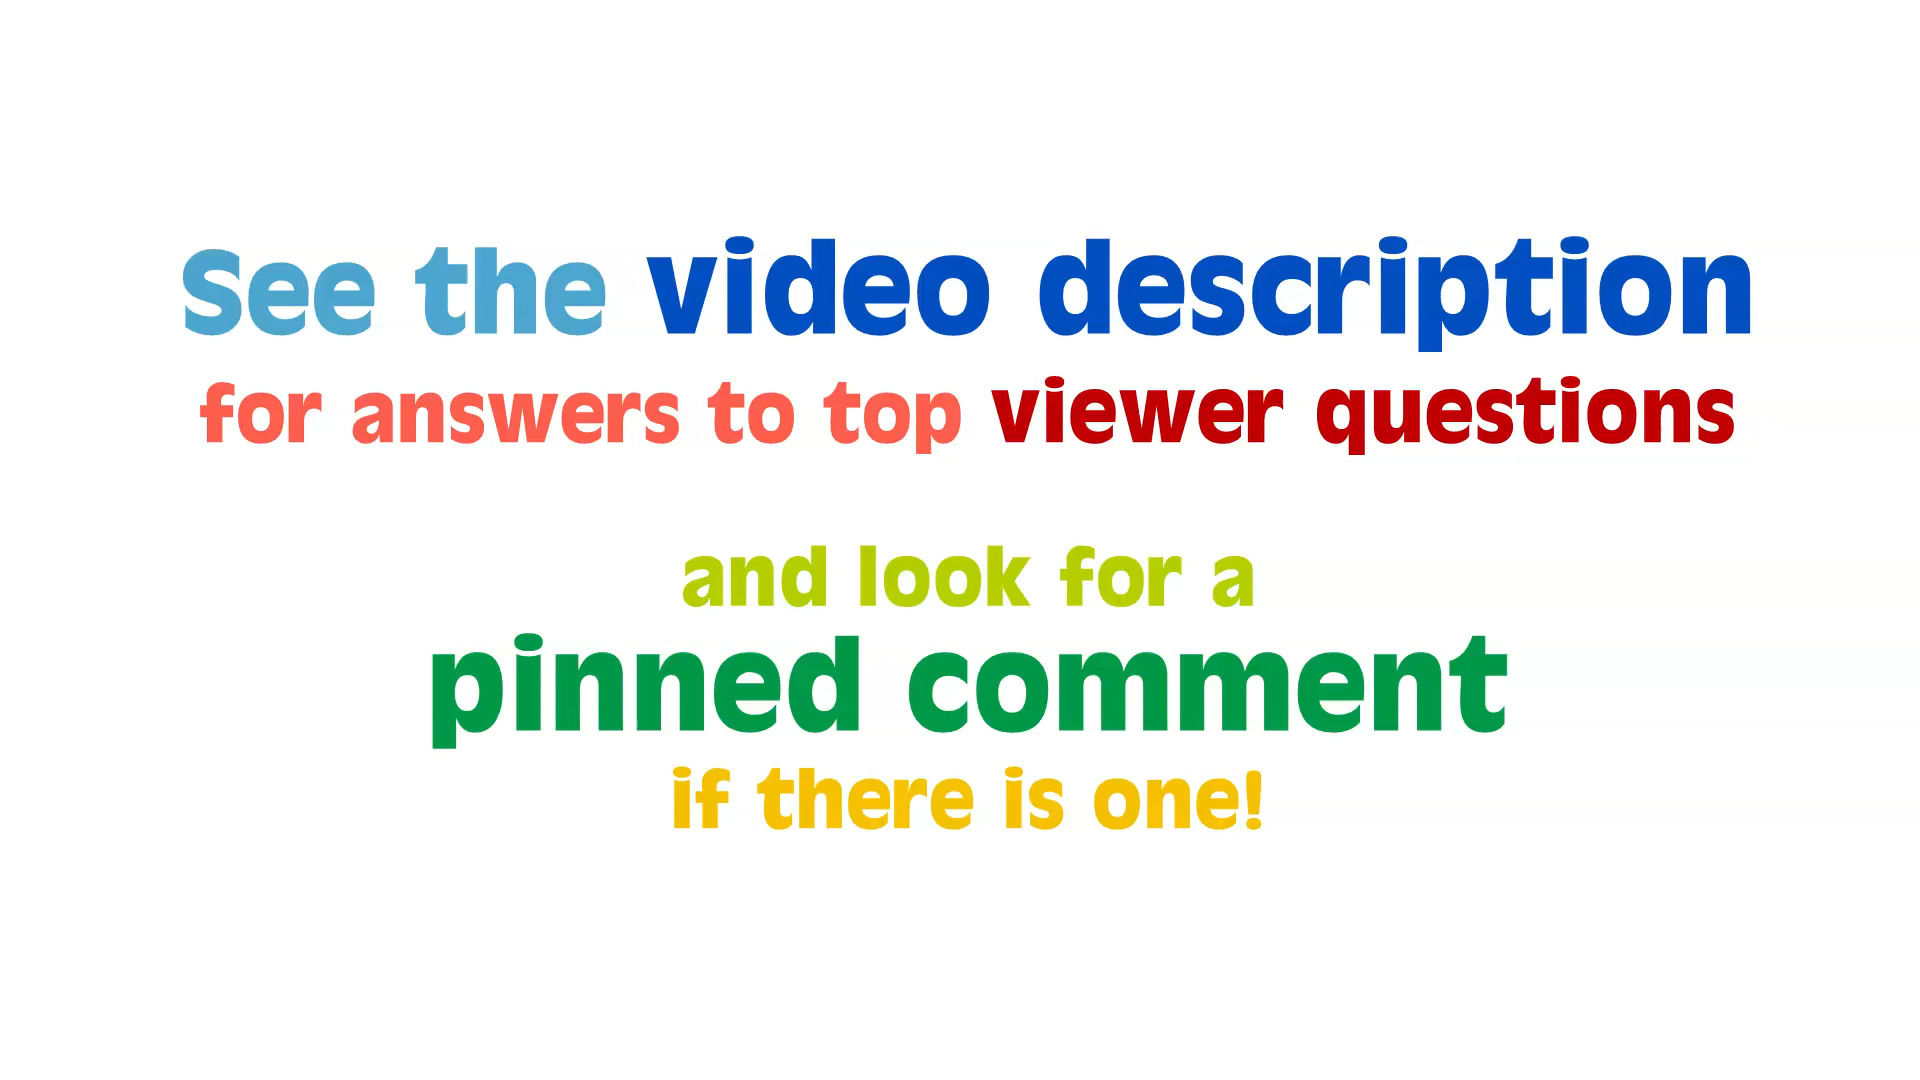 See the video description
for answers to top viewer questions
and look for a
pinned comment
if there is one!